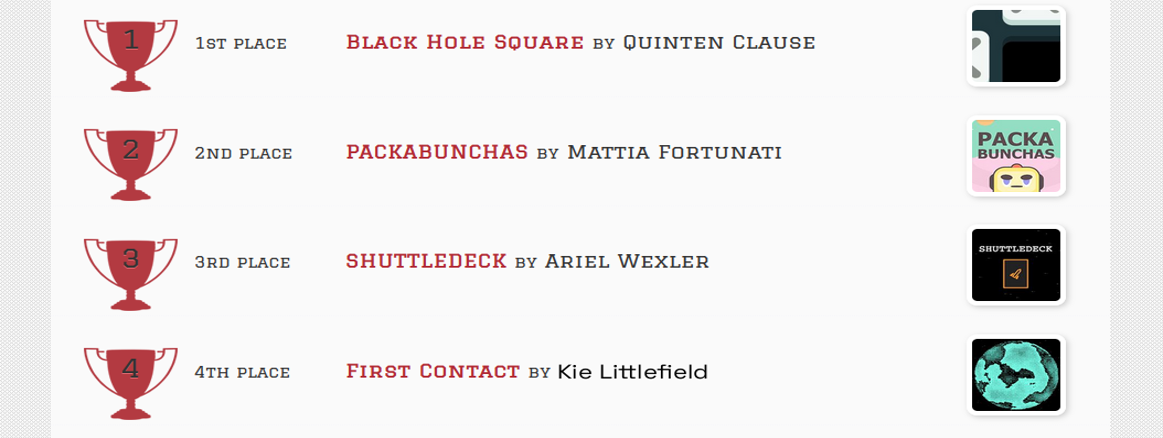 1 1ST PLACE BLACK HOLE SQUARE BY QUINTEN CLAUSE
2 2ND PLACE PACKABUNCHAS BY MATTIA FORTUNATI
PACKA
BUNCHAS
3 3RD PLACE SHUTTLEDECK BY ARIEL WEXLER
SHUTTLEDECK
4 4TH PLACE FIRST CONTACT BY Kie Littlefield